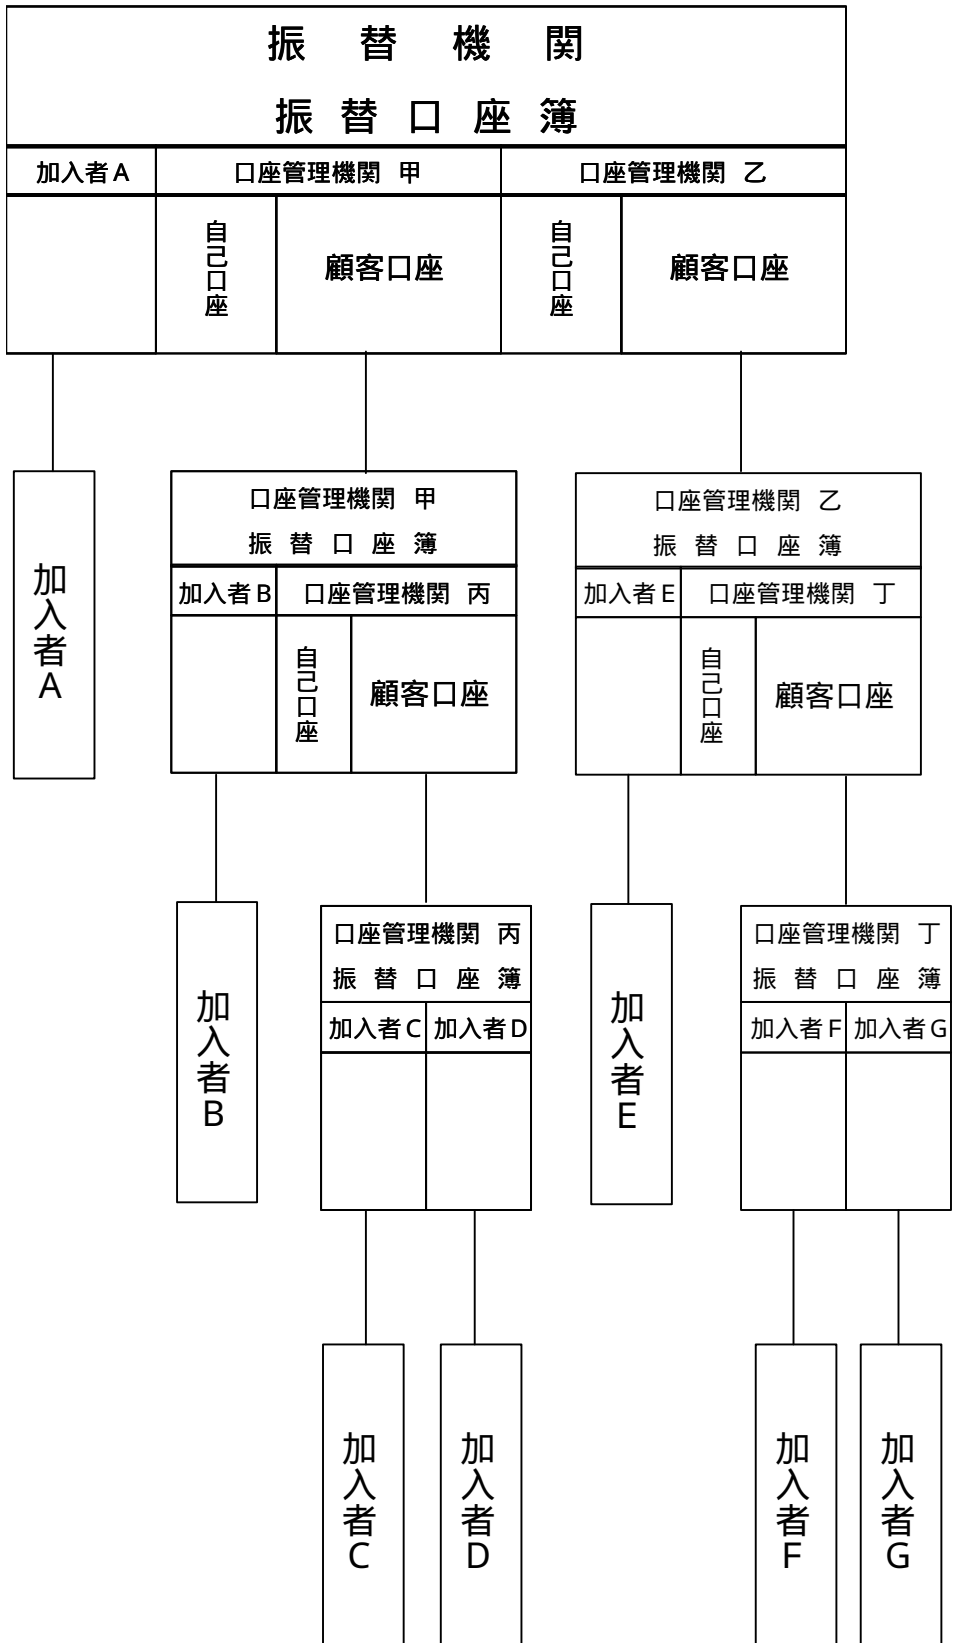 振替機関
振替口座簿
加入者A 口座管理機関 甲 口座管理機関 乙
自己口座 顧客口座 自己口座 顧客口座
加入者A
口座管理機関 甲
振替口座簿
加入者B 口座管理機関 丙
自己口座 顧客口座
口座管理機関 乙
振替口座簿
加入者E 口座管理機関 丁
自己口座 顧客口座
加入者B
口座管理機関 丙
振替口座簿
加入者C 加入者D
加入者E
口座管理機関 丁
振替口座簿
加入者F 加入者G
加入者C
加入者D
加入者F
加入者G